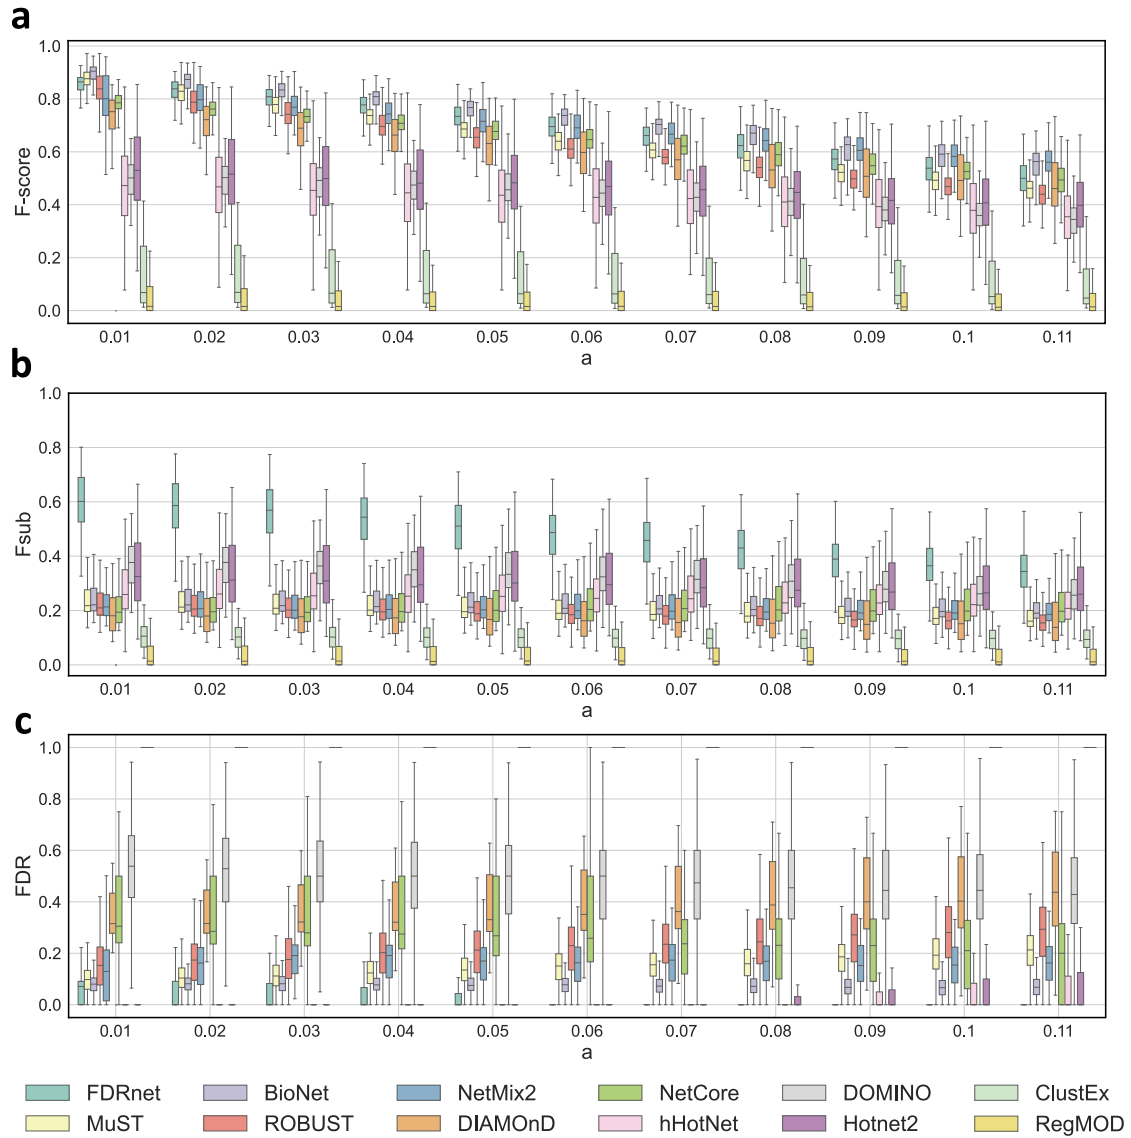 a
1.0
0.8
0.6
0.4
0.2
0.0
F-score
0.01 0.02 0.03 0.04 0.05 0.06 0.07 0.08 0.09 0.1 0.11
a
b
1.0
0.8
0.6
0.4
0.2
0.0
Fsub
0.01 0.02 0.03 0.04 0.05 0.06 0.07 0.08 0.09 0.1 0.11
a
c
1.0
0.8
0.6
0.4
0.2
0.0
FDR
0.01 0.02 0.03 0.04 0.05 0.06 0.07 0.08 0.09 0.1 0.11
a
FDRnet BioNet NetMix2 NetCore DOMINO ClustEx
MuST ROBUST DIAMOnD hHotNet Hotnet2 RegMOD